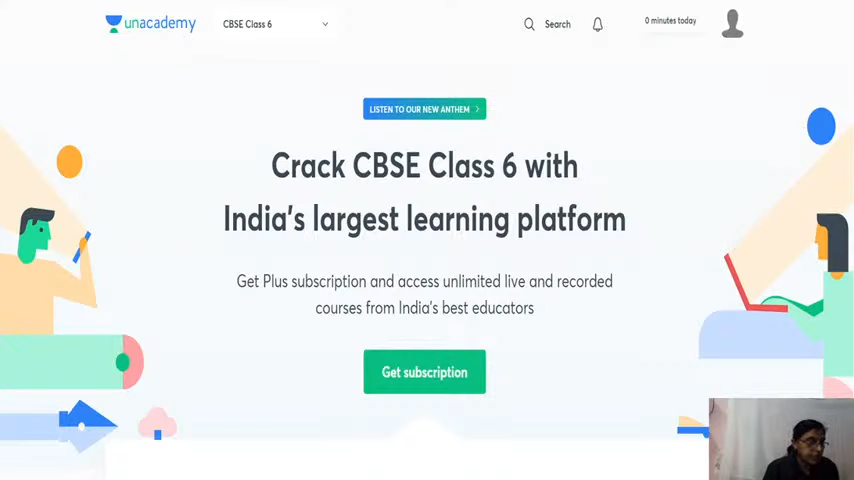 unacademy
CBSE Class 6
Search
0 minutes today
LISTEN TO OUR NEW ANTHEM
Crack CBSE Class 6 with
India's largest learning platform
Get Plus subscription and access unlimited live and recorded
courses from India's best educators
Get subscription